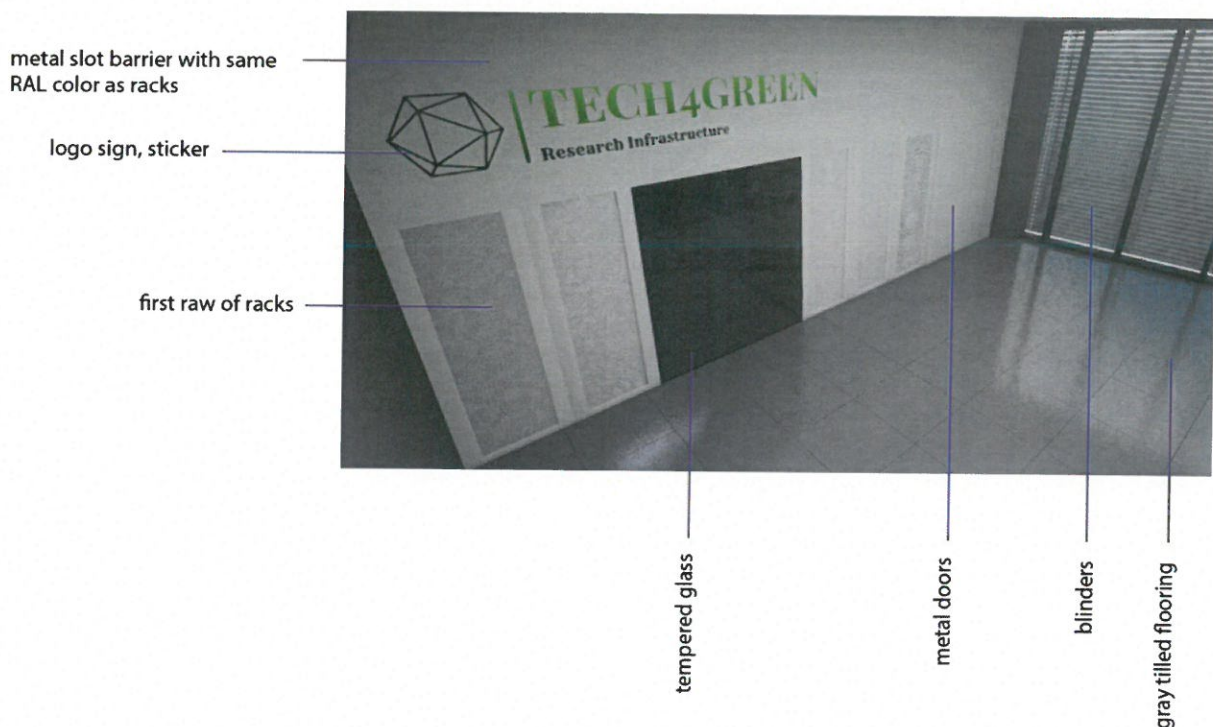 metal slot barrier with same
RAL color as racks
logo sign, sticker
first raw of racks
TECH4GREEN
Research Infrastructure
tempered glass
metal doors
blinders
gray tilled flooring